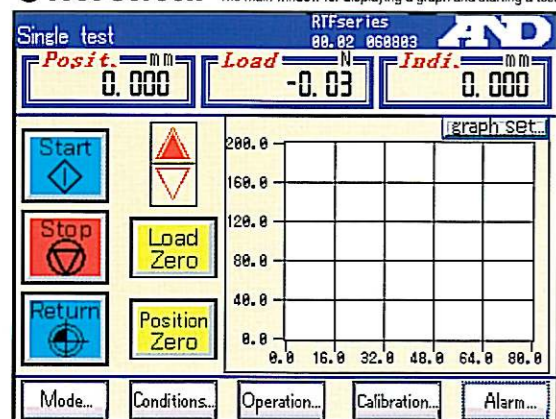 The main window for displaying a graph and starting a test
Single test
RTFseries
00.02 060803
AND
Posit. mm
0.000
Load N
-0.03
Indi. mm
0.000
graph set...
Start
Stop
Load Zero
Return
Position Zero
200.0
160.0
120.0
80.0
40.0
0.0
0.0 16.0 32.0 48.0 64.0 80.0
Mode...
Conditions...
Operation...
Calibration...
Alarm...